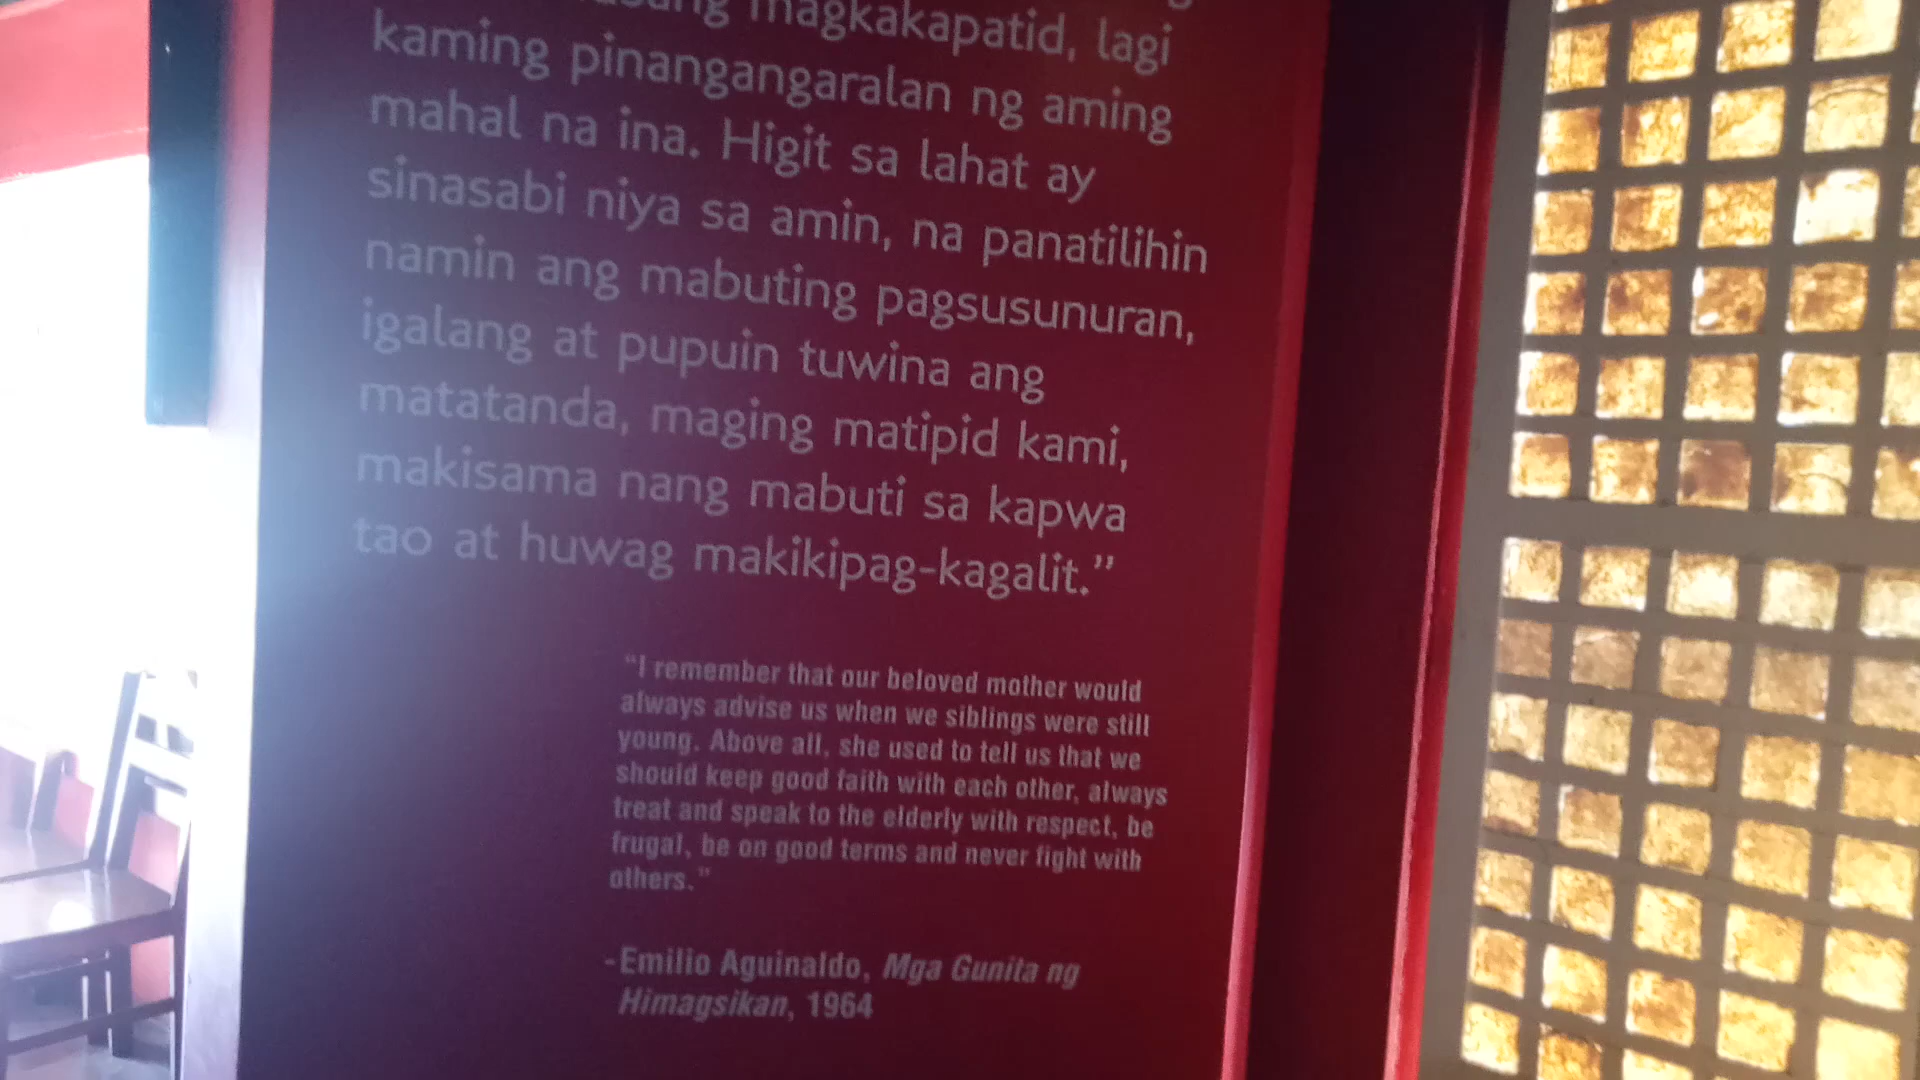 magkakapatid, lagi
kaming pinangangaralan ng aming
mahal na ina. Higit sa lahat ay
sinasabi niya sa amin, na panatilihin
namin ang mabuting pagsusunuran,
igalang at pupuin tuwina ang
matatanda, maging matipid kami,
makisama nang mabuti sa kapwa
tao at huwag makikipag-kagalit.”
“I remember that our beloved mother would
always advise us when we siblings were still
young. Above all, she used to tell us that we
should keep good faith with each other, always
treat and speak to the elderly with respect, be
frugal, be on good terms and never fight with
others.”
-Emilio Aguinaldo, Mga Gunita ng
Himagsikan, 1964